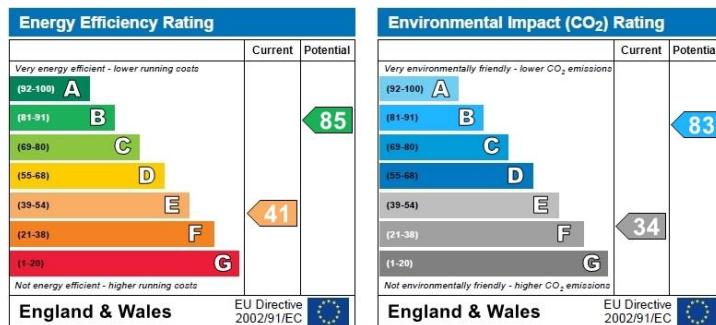 Energy Efficiency Rating
Current Potential
Very energy efficient - lower running costs
(92-100) A
(81-91) B
(69-80) C
(55-68) D
(39-54) E
(21-38) F
(1-20) G
85
41
Not energy efficient - higher running costs
England & Wales
EU Directive
2002/91/EC
Environmental Impact (CO₂) Rating
Current Potential
Very environmentally friendly - lower CO₂ emissions
(92-100) A
(81-91) B
(69-80) C
(55-68) D
(39-54) E
(21-38) F
(1-20) G
83
34
Not environmentally friendly - higher CO₂ emissions
England & Wales
EU Directive
2002/91/EC